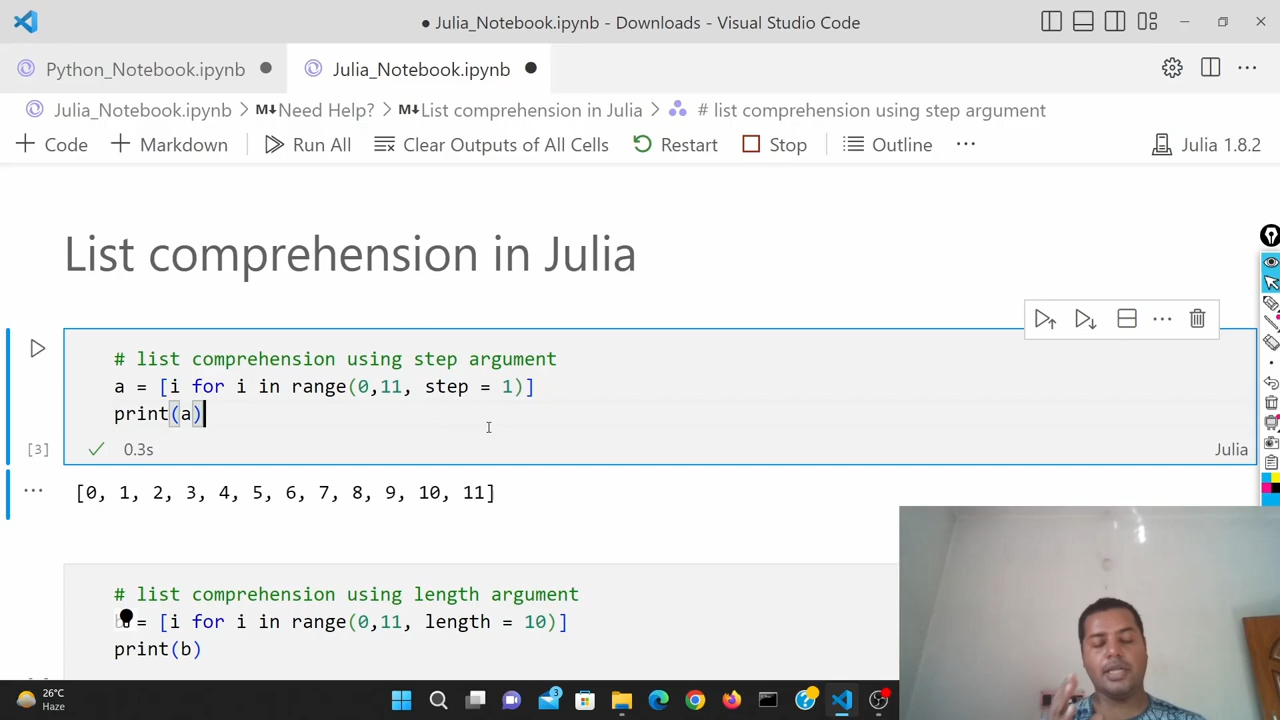 ● Julia_Notebook.ipynb - Downloads - Visual Studio Code
Python_Notebook.ipynb ● Julia_Notebook.ipynb ●
Julia_Notebook.ipynb > M↓Need Help? > M↓List comprehension in Julia > # list comprehension using step argument
+ Code + Markdown Run All Clear Outputs of All Cells Restart Stop Outline ... Julia 1.8.2
List comprehension in Julia
# list comprehension using step argument
a = [i for i in range(0,11, step = 1)]
print(a)
[3] 0.3s Julia
[0, 1, 2, 3, 4, 5, 6, 7, 8, 9, 10, 11]
# list comprehension using length argument
= [i for i in range(0,11, length = 10)]
print(b)
26°C
Haze
3